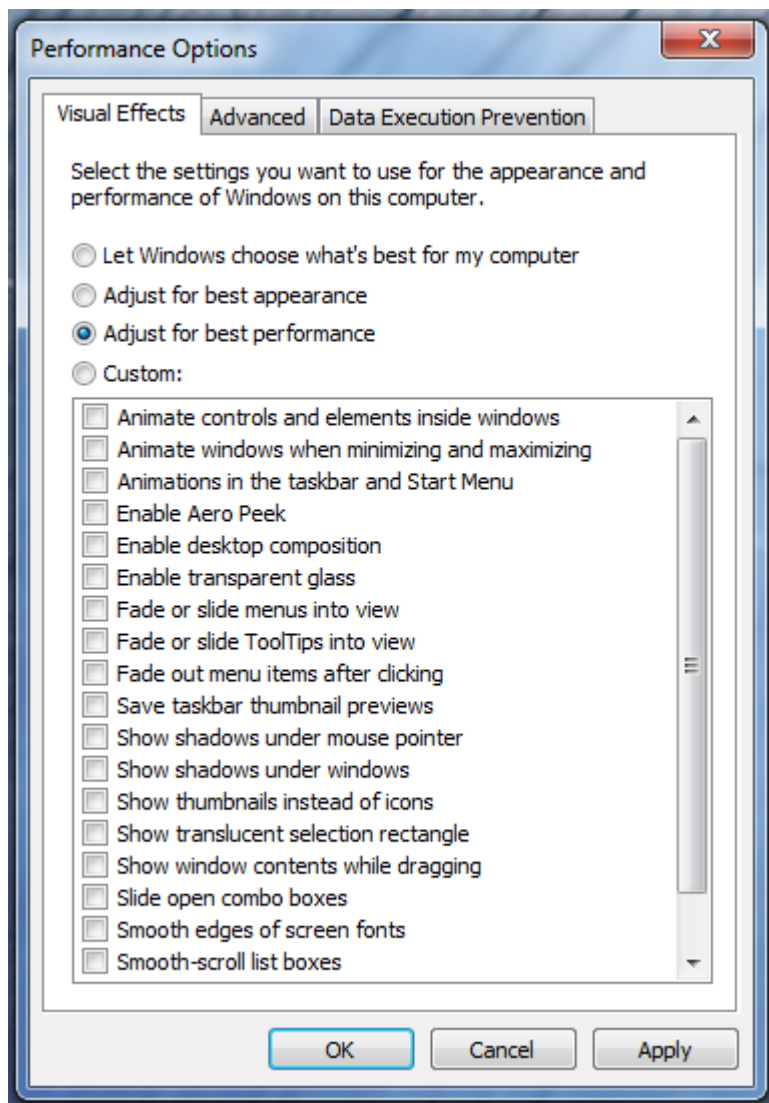 Performance Options
Visual Effects
Advanced
Data Execution Prevention
Select the settings you want to use for the appearance and
performance of Windows on this computer.
Let Windows choose what's best for my computer
Adjust for best appearance
Adjust for best performance
Custom:
Animate controls and elements inside windows
Animate windows when minimizing and maximizing
Animations in the taskbar and Start Menu
Enable Aero Peek
Enable desktop composition
Enable transparent glass
Fade or slide menus into view
Fade or slide ToolTips into view
Fade out menu items after clicking
Save taskbar thumbnail previews
Show shadows under mouse pointer
Show shadows under windows
Show thumbnails instead of icons
Show translucent selection rectangle
Show window contents while dragging
Slide open combo boxes
Smooth edges of screen fonts
Smooth-scroll list boxes
OK
Cancel
Apply